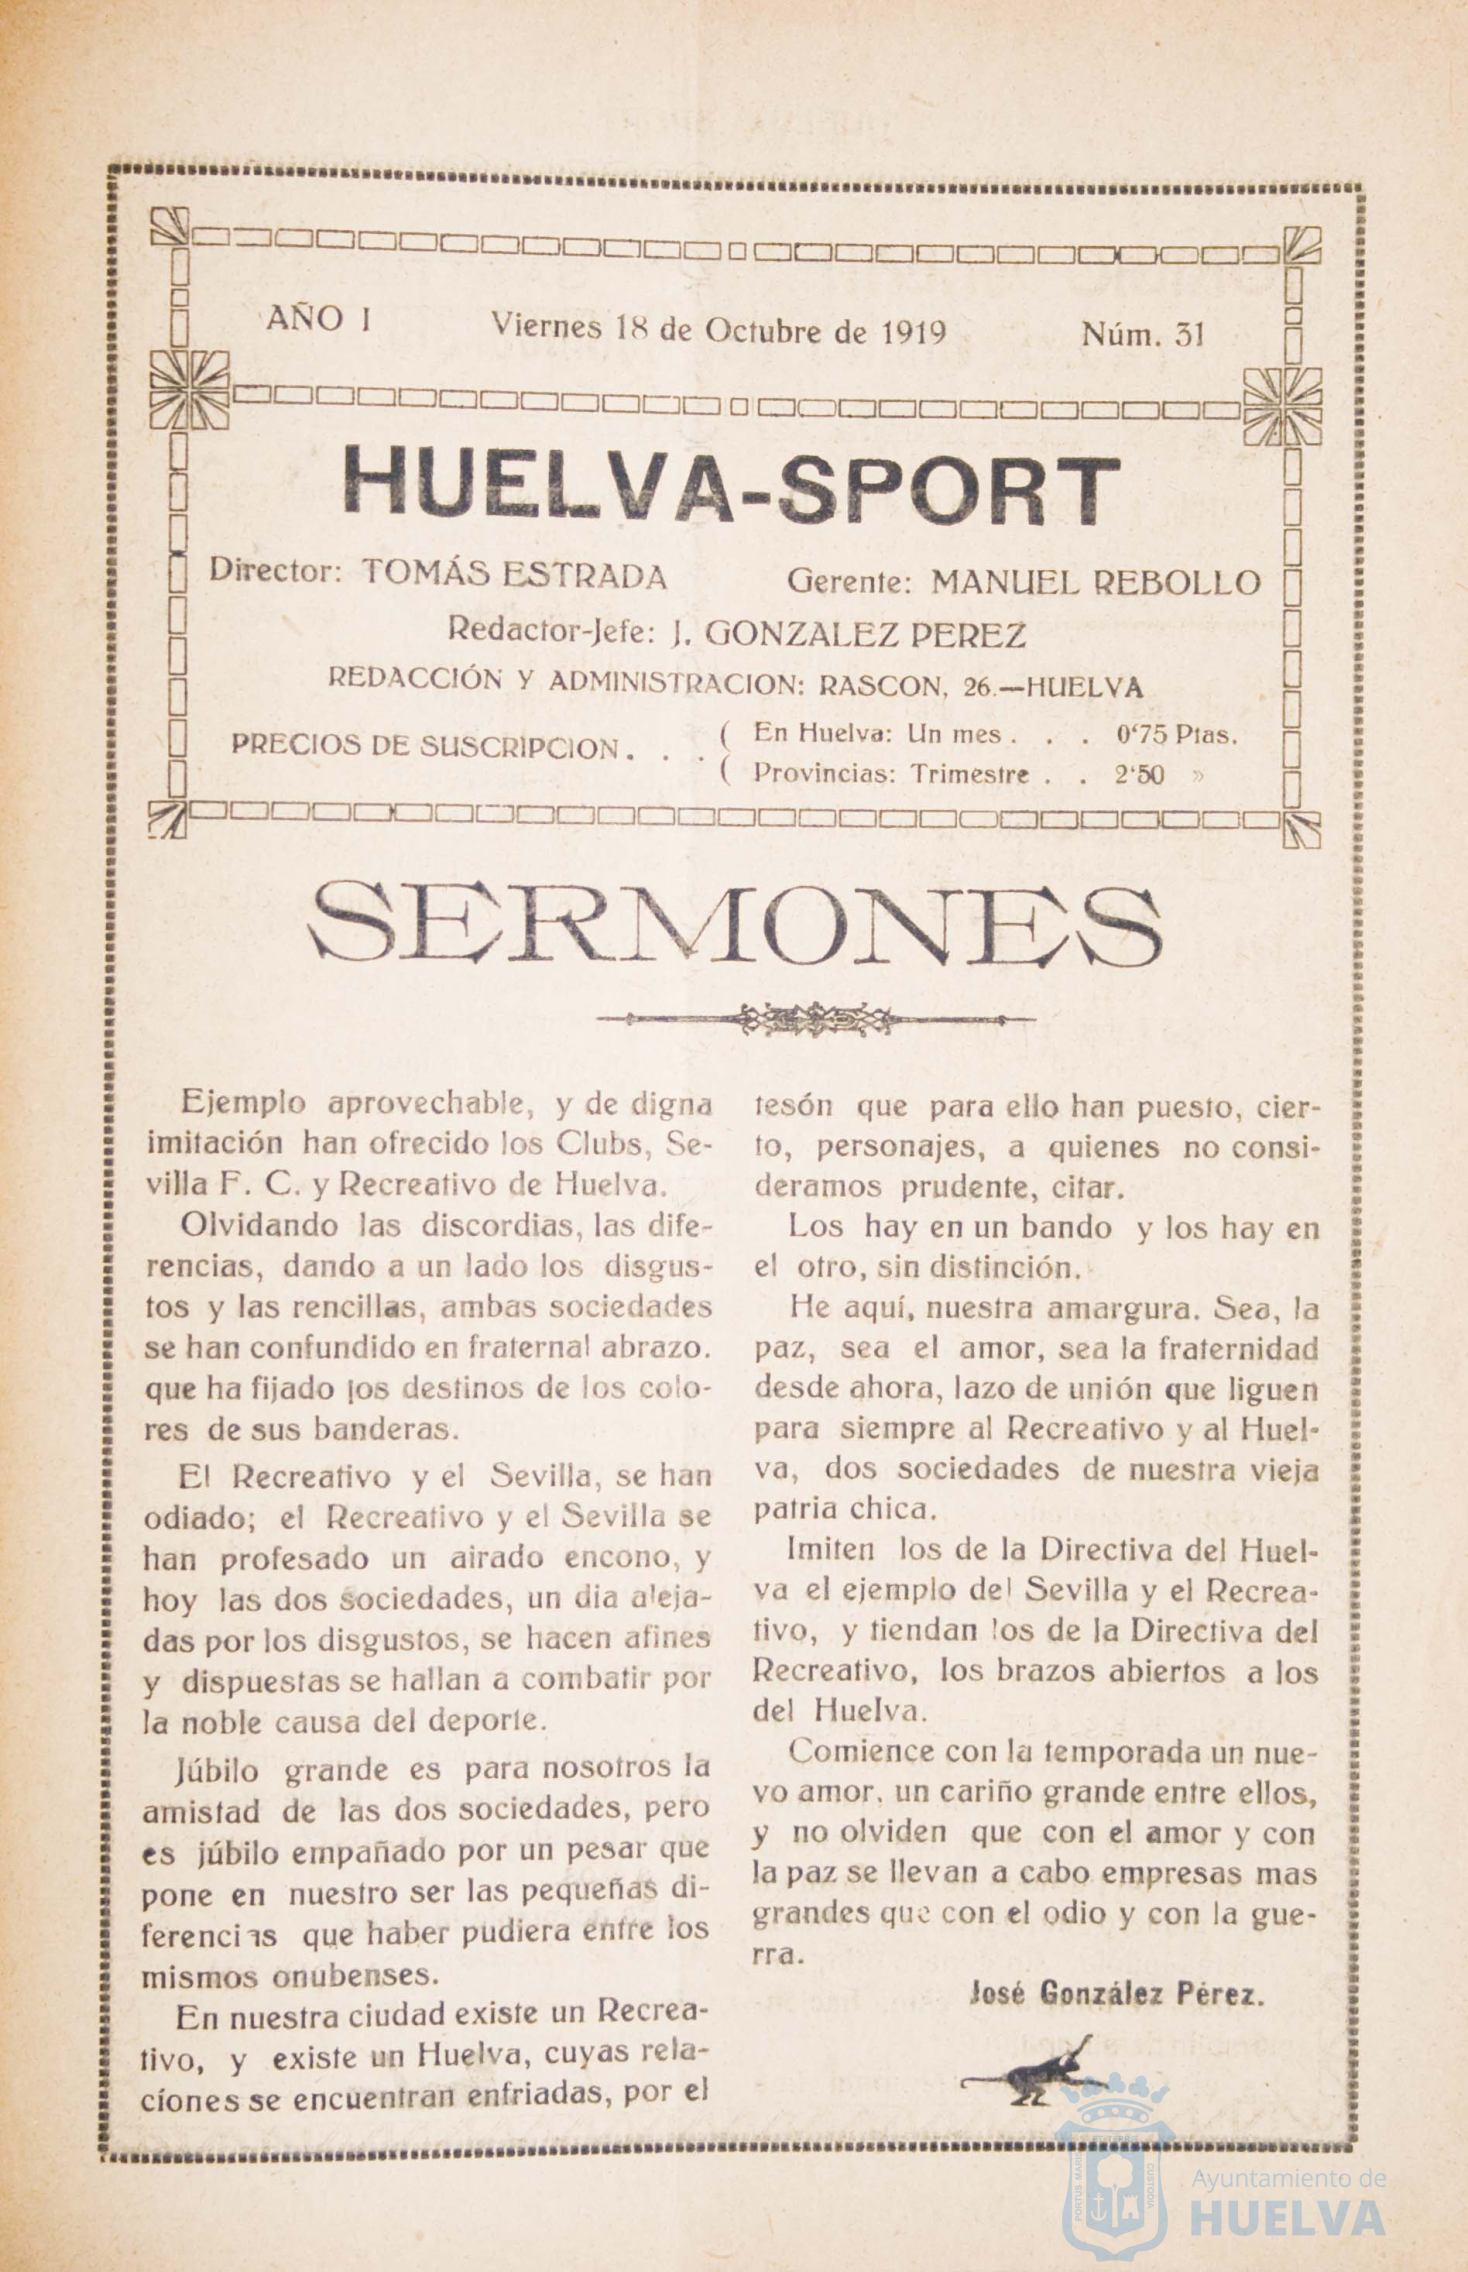 AÑO I Viernes 18 de Octubre de 1919 Núm. 31
HUELVA-SPORT
Director: TOMÁS ESTRADA Gerente: MANUEL REBOLLO
Redactor-Jefe: J. GONZALEZ PEREZ
REDACCIÓN Y ADMINISTRACION: RASCON, 26.—HUELVA
PRECIOS DE SUSCRIPCION. . . ( En Huelva: Un mes . . . 0'75 Ptas.
( Provincias: Trimestre . . 2'50 »
SERMONES
Ejemplo aprovechable, y de digna
imitación han ofrecido los Clubs, Se-
villa F. C. y Recreativo de Huelva.
Olvidando las discordias, las dife-
rencias, dando a un lado los disgus-
tos y las rencillas, ambas sociedades
se han confundido en fraternal abrazo.
que ha fijado los destinos de los colo-
res de sus banderas.
El Recreativo y el Sevilla, se han
odiado; el Recreativo y el Sevilla se
han profesado un airado encono, y
hoy las dos sociedades, un dia aleja-
das por los disgustos, se hacen afines
y dispuestas se hallan a combatir por
la noble causa del deporte.
Júbilo grande es para nosotros la
amistad de las dos sociedades, pero
es júbilo empañado por un pesar que
pone en nuestro ser las pequeñas di-
ferencias que haber pudiera entre los
mismos onubenses.
En nuestra ciudad existe un Recrea-
tivo, y existe un Huelva, cuyas rela-
ciones se encuentran enfriadas, por el
tesón que para ello han puesto, cier-
to, personajes, a quienes no consi-
deramos prudente, citar.
Los hay en un bando y los hay en
el otro, sin distinción.
He aquí, nuestra amargura. Sea, la
paz, sea el amor, sea la fraternidad
desde ahora, lazo de unión que liguen
para siempre al Recreativo y al Huel-
va, dos sociedades de nuestra vieja
patria chica.
Imiten los de la Directiva del Huel-
va el ejemplo del Sevilla y el Recrea-
tivo, y tiendan los de la Directiva del
Recreativo, los brazos abiertos a los
del Huelva.
Comience con la temporada un nue-
vo amor, un cariño grande entre ellos,
y no olviden que con el amor y con
la paz se llevan a cabo empresas mas
grandes que con el odio y con la gue-
rra.
José González Pérez.
PORTUS MARIS
CUSTODIA
Ayuntamiento de
HUELVA